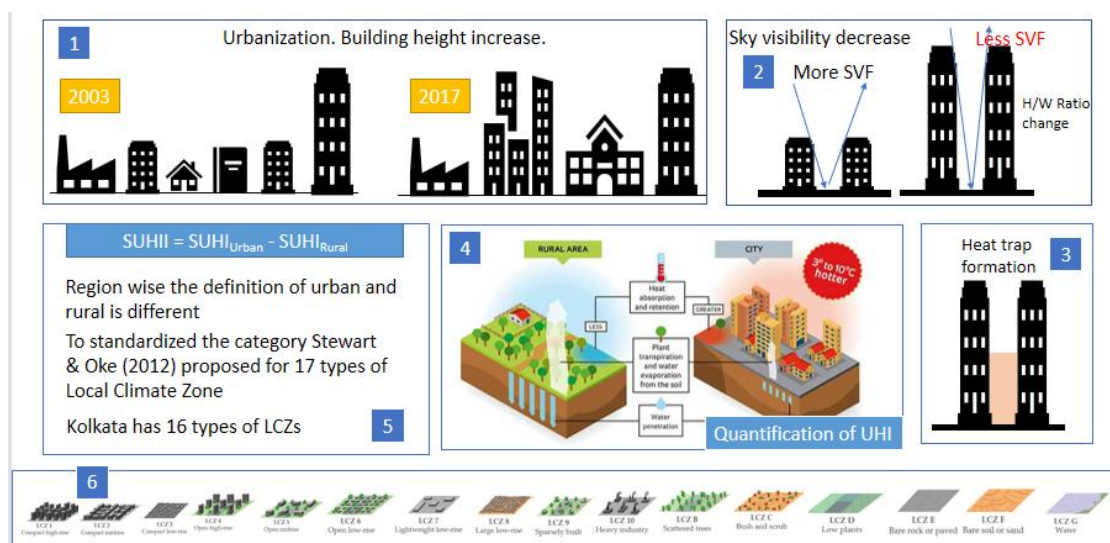 1
Urbanization. Building height increase.
2003
2017
Sky visibility decrease
2
More SVF
Less SVF
H/W Ratio
change
3
Heat trap
formation
4
RURAL AREA
CITY
3° to 10°C
hotter
Heat
absorption
and retention
LESS
GREATER
Plant
transpiration
and water
evaporation
from the soil
Water
penetration
Quantification of UHI
SUHII = SUHIUrban - SUHIRural
Region wise the definition of urban and
rural is different
To standardized the category Stewart
& Oke (2012) proposed for 17 types of
Local Climate Zone
Kolkata has 16 types of LCZs
5
6
LCZ 1
Compact high-rise
LCZ 2
Compact midrise
LCZ 3
Compact low-rise
LCZ 4
Open high-rise
LCZ 5
Open midrise
LCZ 6
Open low-rise
LCZ 7
Lightweight low-rise
LCZ 8
Large low-rise
LCZ 9
Sparsely built
LCZ 10
Heavy industry
LCZ B
Scattered trees
LCZ C
Bush and scrub
LCZ D
Low plants
LCZ E
Bare rock or paved
LCZ F
Bare soil or sand
LCZ G
Water